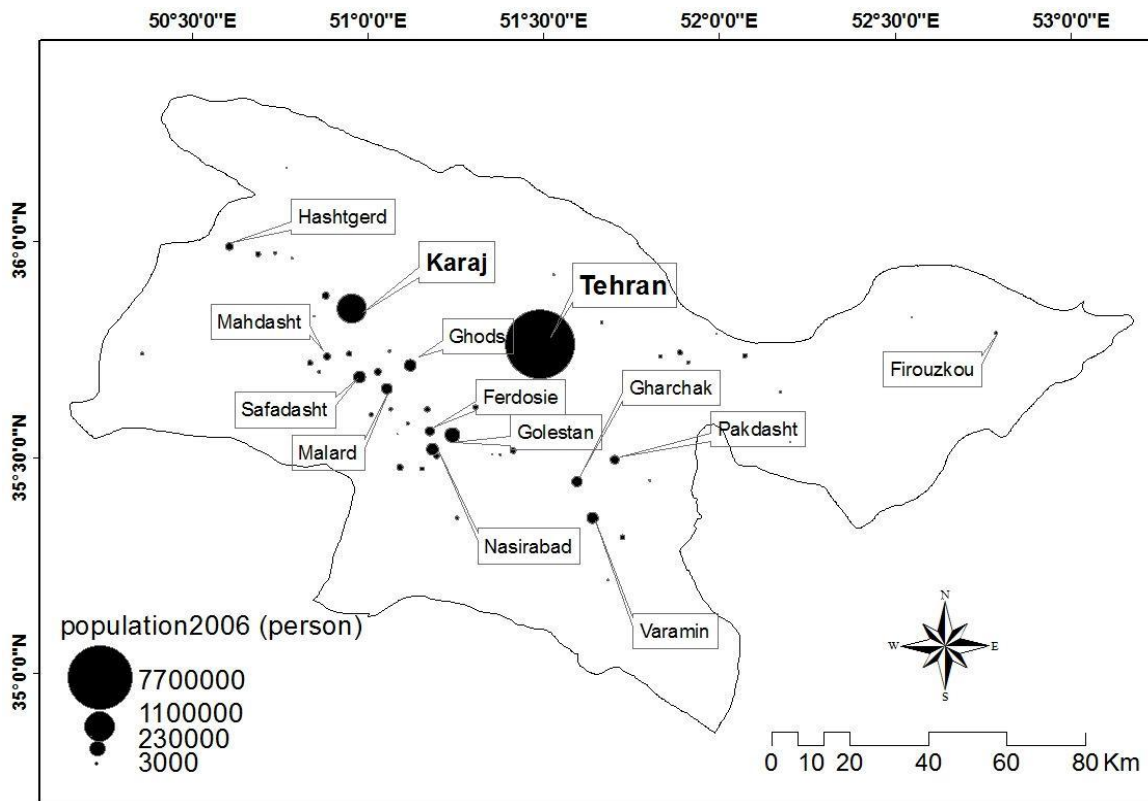 50°30'0"E
51°0'0"E
51°30'0"E
52°0'0"E
52°30'0"E
53°0'0"E
36°0'0"N
35°30'0"N
35°0'0"N
Hashtgerd
Karaj
Tehran
Mahdasht
Ghods
Firouzkou
Safadasht
Ferdosie
Gharchak
Malard
Golestan
Pakdasht
Nasirabad
Varamin
population2006 (person)
7700000
1100000
230000
3000
N
W
E
S
0 10 20 40 60 80 Km